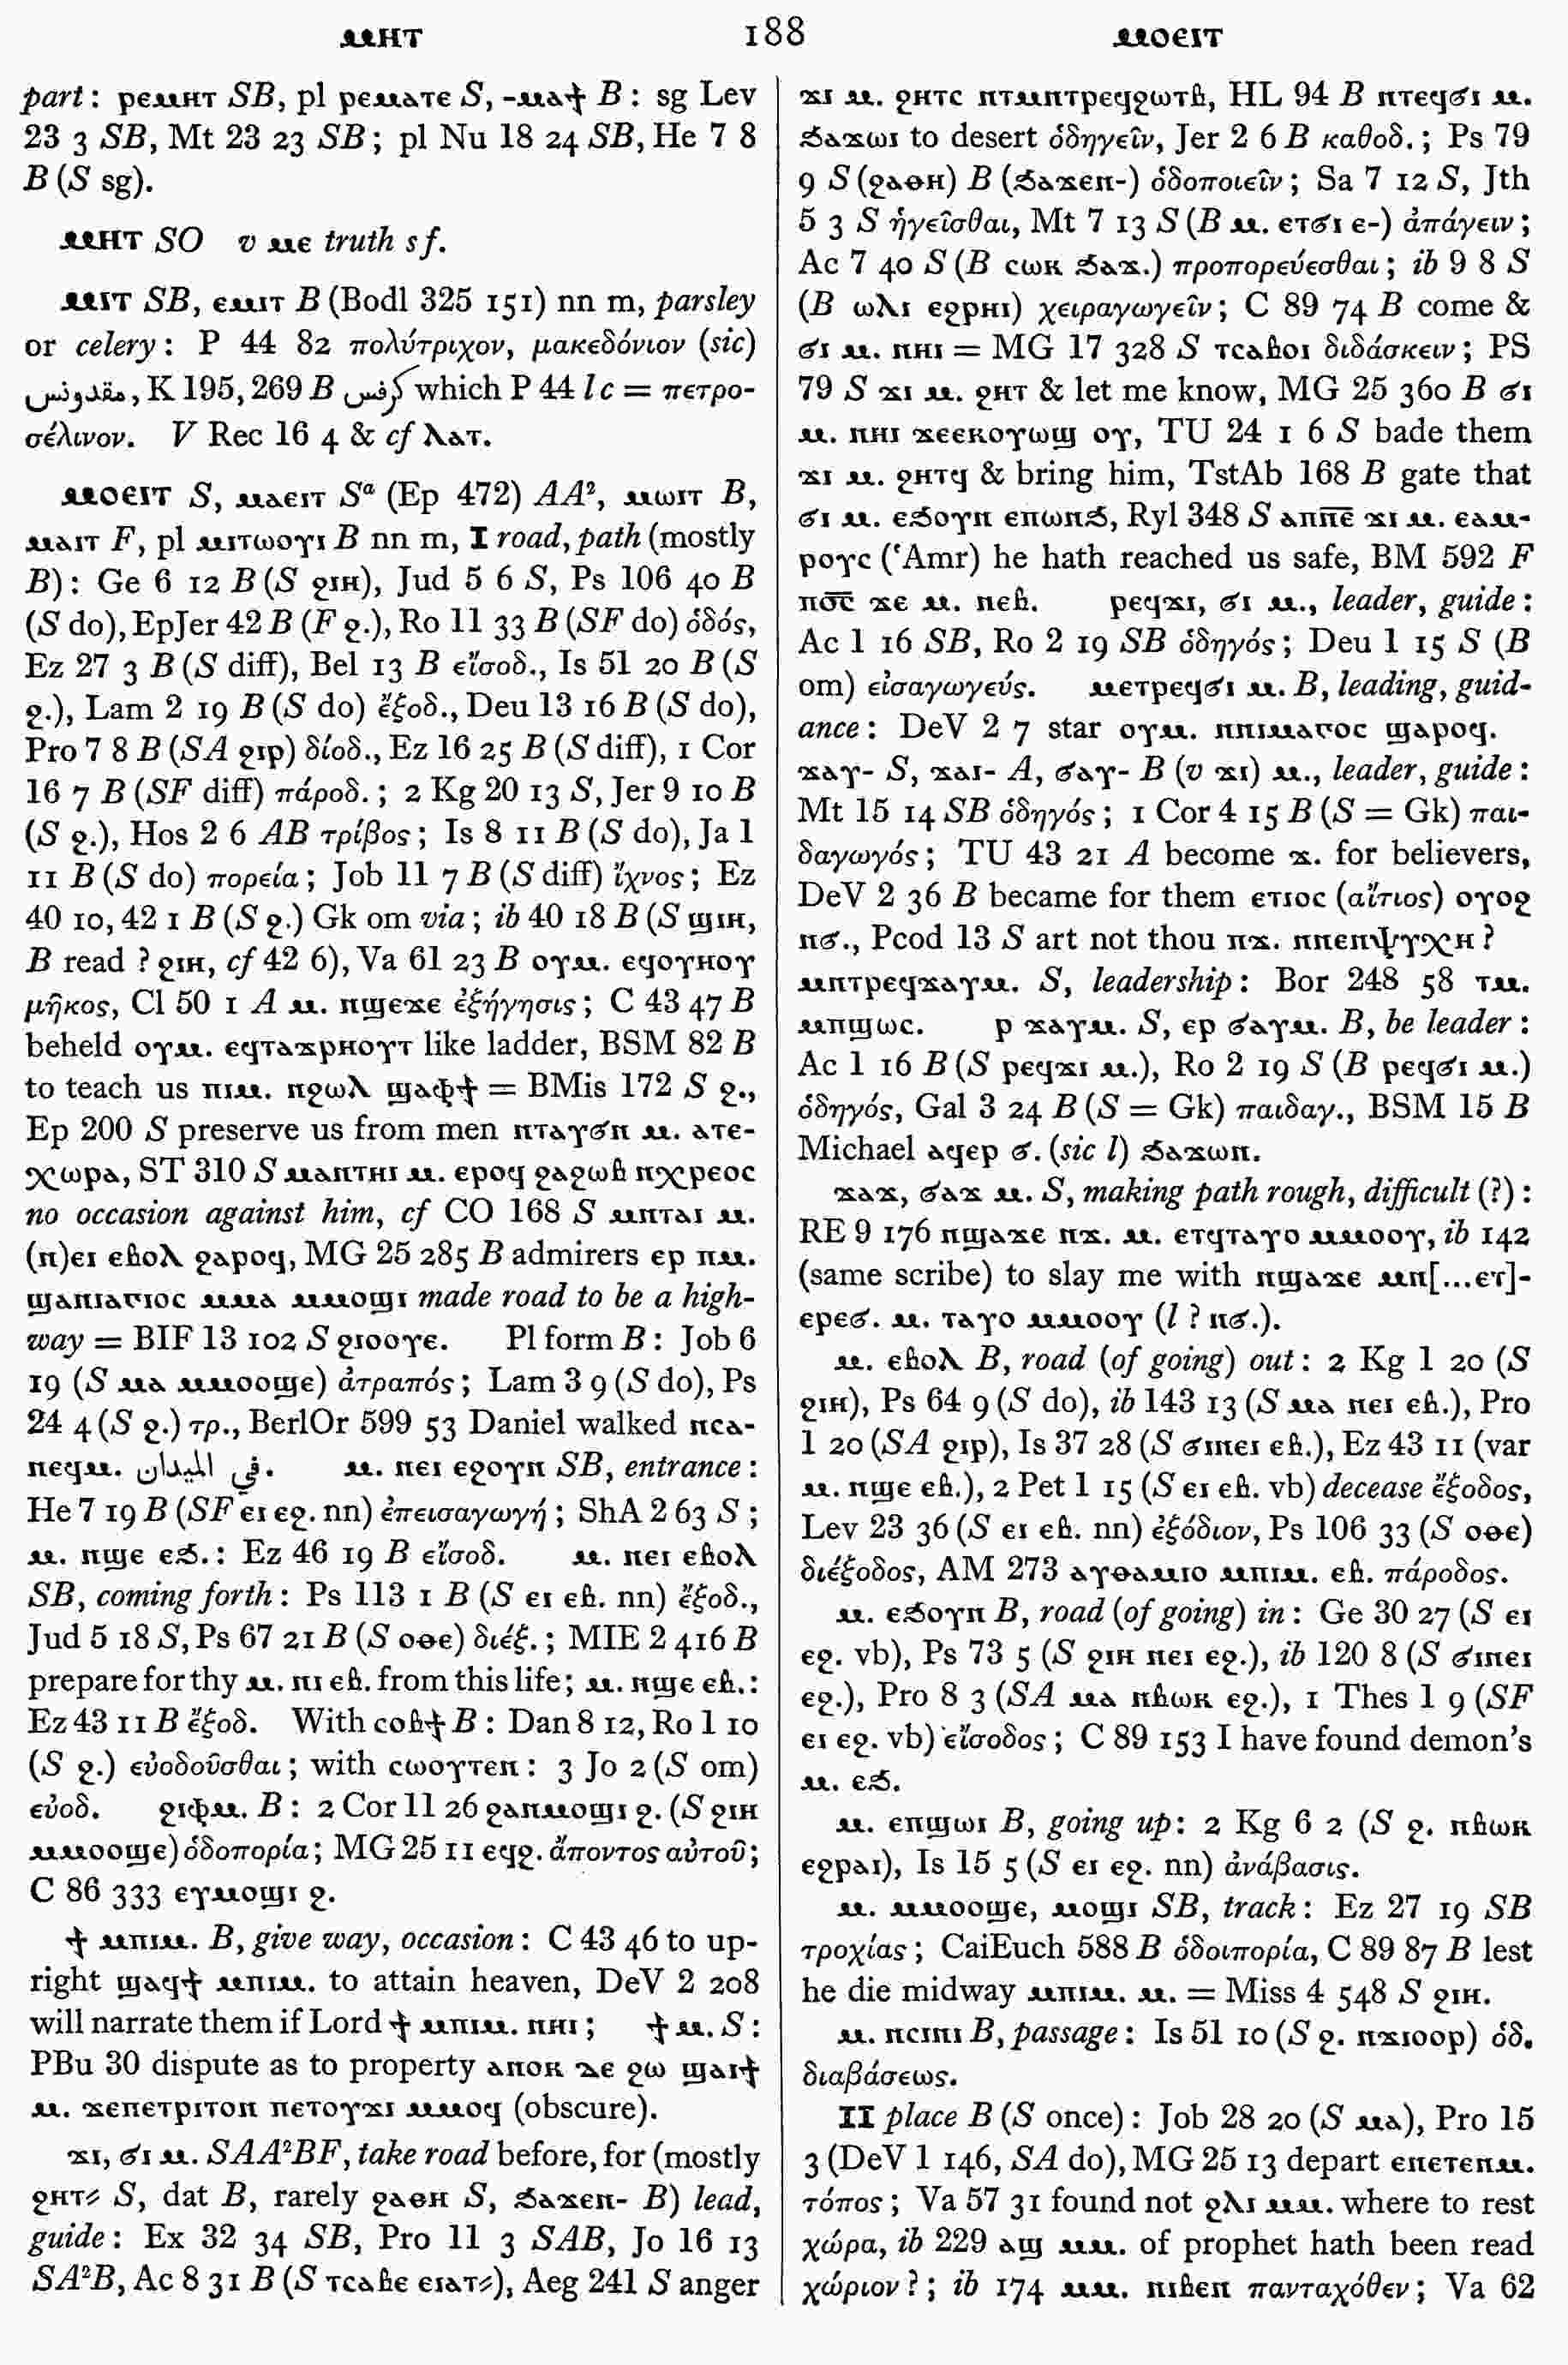 ⲙⲏⲧ 188 ⲙⲟⲉⲓⲧ
part: ⲣⲉⲙⲏⲧ SB, pl ⲣⲉⲙⲁⲧⲉ S, -ⲙⲁϯ B: sg Lev
23 3 SB, Mt 23 23 SB; pl Nu 18 24 SB, He 7 8
B (S sg).
ⲙⲏⲧ SO v ⲙⲉ truth s f.
ⲙⲓⲧ SB, ⲉⲙⲓⲧ B (Bodl 325 151) nn m, parsley
or celery: P 44 82 πολύτριχον, μακεδόνιον (sic)
مقدونس, K 195, 269 B كرفس which P 44 l c = πετρο-
σέλινον. V Rec 16 4 & cf ⲗⲁⲧ.
ⲙⲟⲉⲓⲧ S, ⲙⲁⲉⲓⲧ Sᵃ (Ep 472) AA², ⲙⲱⲓⲧ B,
ⲙⲁⲓⲧ F, pl ⲙⲓⲧⲱⲟⲩⲓ B nn m, I road, path (mostly
B): Ge 6 12 B (S ϩⲓⲏ), Jud 5 6 S, Ps 106 40 B
(S do), EpJer 42 B (F ϩ.), Ro 11 33 B (SF do) ὁδός,
Ez 27 3 B (S diff), Bel 13 B εἴσοδ., Is 51 20 B (S
ϩ.), Lam 2 19 B (S do) ἔξοδ., Deu 13 16 B (S do),
Pro 7 8 B (SA ϩⲓⲣ) δίοδ., Ez 16 25 B (S diff), 1 Cor
16 7 B (SF diff) πάροδ.; 2 Kg 20 13 S, Jer 9 10 B
(S ϩ.), Hos 2 6 AB τρίβος; Is 8 11 B (S do), Ja 1
11 B (S do) πορεία; Job 11 7 B (S diff) ἴχνος; Ez
40 10, 42 1 B (S ϩ.) Gk om via; ib 40 18 B (S ϣⲓⲏ,
B read ? ϩⲓⲏ, cf 42 6), Va 61 23 B ⲟⲩⲙ. ⲉϥⲟⲩⲏⲟⲩ
μῆκος, Cl 50 1 A ⲙ. ⲛϣⲉϫⲉ ἐξήγησις; C 43 47 B
beheld ⲟⲩⲙ. ⲉϥⲧⲁϫⲣⲏⲟⲩⲧ like ladder, BSM 82 B
to teach us ⲡⲓⲙ. ⲛϩⲱⲗ ϣⲁⲫϯ = BMis 172 S ϩ.,
Ep 200 S preserve us from men ⲛⲧⲁⲩϭⲛ ⲙ. ⲁⲧⲉ-
ⲭⲱⲣⲁ, ST 310 S ⲙⲁⲛⲧⲏⲓ ⲙ. ⲉⲣⲟϥ ϩⲁϩⲱⲃ ⲛⲭⲣⲉⲟⲥ
no occasion against him, cf CO 168 S ⲙⲛⲧⲁⲓ ⲙ.
(ⲛ)ⲉⲓ ⲉⲃⲟⲗ ϩⲁⲣⲟϥ, MG 25 285 B admirers ⲉⲣ ⲡⲙ.
ϣⲁⲛⲓⲁⲅⲓⲟⲥ ⲙⲙⲁ ⲙⲙⲟϣⲓ made road to be a high-
way = BIF 13 102 S ϩⲓⲟⲟⲩⲉ. Pl form B: Job 6
19 (S ⲙⲁ ⲙⲙⲟⲟϣⲉ) ἀτραπός; Lam 3 9 (S do), Ps
24 4 (S ϩ.) τρ., BerlOr 599 53 Daniel walked ⲛⲥⲁ-
ⲛⲉϥⲙ. في الميدان. ⲙ. ⲛⲉⲓ ⲉϩⲟⲩⲛ SB, entrance:
He 7 19 B (SF ⲉⲓ ⲉϩ. nn) ἐπεισαγωγή; ShA 2 63 S;
ⲙ. ⲛϣⲉ ⲉϧ.: Ez 46 19 B εἴσοδ. ⲙ. ⲛⲉⲓ ⲉⲃⲟⲗ
SB, coming forth: Ps 113 1 B (S ⲉⲓ ⲉⲃ. nn) ἔξοδ.,
Jud 5 18 S, Ps 67 21 B (S ⲟⲑⲉ) διέξ.; MIE 2 416 B
prepare for thy ⲙ. ⲛⲓ ⲉⲃ. from this life; ⲙ. ⲛϣⲉ ⲉⲃ.:
Ez 43 11 B ἔξοδ. With ⲥⲟⲃϯ B: Dan 8 12, Ro 1 10
(S ϩ.) εὐοδοῦσθαι; with ⲥⲱⲟⲩⲧⲉⲛ: 3 Jo 2 (S om)
εὐοδ. ϩⲓⲫⲙ. B: 2 Cor 11 26 ϩⲁⲛⲙⲟϣⲓ ϩ. (S ϩⲓⲏ
ⲙⲙⲟⲟϣⲉ) ὁδοπορία; MG 25 11 ⲉϥϩ. ἄποντος αὐτοῦ;
C 86 333 ⲉⲩⲙⲟϣⲓ ϩ.
ϯ ⲙⲡⲓⲙ. B, give way, occasion: C 43 46 to up-
right ϣⲁϥϯ ⲙⲡⲓⲙ. to attain heaven, DeV 2 208
will narrate them if Lord ϯ ⲙⲡⲓⲙ. ⲛⲏⲓ; ϯ ⲙ. S:
PBu 30 dispute as to property ⲁⲛⲟⲕ ⲇⲉ ϩⲱ ϣⲁⲓϯ
ⲙ. ϫⲉⲡⲉⲧⲣⲓⲧⲟⲛ ⲡⲉⲧⲟⲩϫⲓ ⲙⲙⲟϥ (obscure).
ϫⲓ, ϭⲓ ⲙ. SAA²BF, take road before, for (mostly
ϩⲏⲧ⸗ S, dat B, rarely ϩⲁⲑⲏ S, ϧⲁϫⲉⲛ- B) lead,
guide: Ex 32 34 SB, Pro 11 3 SAB, Jo 16 13
SA²B, Ac 8 31 B (S ⲧⲥⲁⲃⲉ ⲉⲓⲁⲧ⸗), Aeg 241 S anger
ϫⲓ ⲙ. ϩⲏⲧⲥ ⲛⲧⲙⲛⲧⲣⲉϥϩⲱⲧⲃ, HL 94 B ⲛⲧⲉϥϭⲓ ⲙ.
ϧⲁϫⲱⲓ to desert ὁδηγεῖν, Jer 2 6 B καθοδ.; Ps 79
9 S (ϩⲁⲑⲏ) B (ϧⲁϫⲉⲛ-) ὁδοποιεῖν; Sa 7 12 S, Jth
5 3 S ἡγεῖσθαι, Mt 7 13 S (B ⲙ. ⲉⲧϭⲓ ⲉ-) ἀπάγειν;
Ac 7 40 S (B ⲥⲱⲕ ϧⲁϫ.) προπορεύεσθαι; ib 9 8 S
(B ⲱⲗⲓ ⲉϩⲣⲏⲓ) χειραγωγεῖν; C 89 74 B come &
ϭⲓ ⲙ. ⲛⲏⲓ = MG 17 328 S ⲧⲥⲁⲃⲟⲓ διδάσκειν; PS
79 S ϫⲓ ⲙ. ϩⲏⲧ & let me know, MG 25 360 B ϭⲓ
ⲙ. ⲛⲏⲓ ϫⲉⲉⲕⲟⲩⲱϣ ⲟⲩ, TU 24 1 6 S bade them
ϫⲓ ⲙ. ϩⲏⲧϥ & bring him, TstAb 168 B gate that
ϭⲓ ⲙ. ⲉϧⲟⲩⲛ ⲉⲡⲱⲛϧ, Ryl 348 S ⲁⲡⲛ̅ⲉ̅ ϫⲓ ⲙ. ⲉⲁⲙ-
ⲣⲟⲩⲥ (ʿAmr) he hath reached us safe, BM 592 F
ⲡϭ̅ⲥ̅ ϫⲉ ⲙ. ⲛⲉⲃ. ⲣⲉϥϫⲓ, ϭⲓ ⲙ., leader, guide:
Ac 1 16 SB, Ro 2 19 SB ὁδηγός; Deu 1 15 S (B
om) εἰσαγωγεύς. ⲙⲉⲧⲣⲉϥϭⲓ ⲙ. B, leading, guid-
ance: DeV 2 7 star ⲟⲩⲙ. ⲛⲛⲓⲙⲁⲅⲟⲥ ϣⲁⲣⲟϥ.
ϫⲁⲩ- S, ϫⲁⲓ- A, ϭⲁⲩ- B (v ϫⲓ) ⲙ., leader, guide:
Mt 15 14 SB ὁδηγός; 1 Cor 4 15 B (S = Gk) παι-
δαγωγός; TU 43 21 A become ϫ. for believers,
DeV 2 36 B became for them ⲉⲧⲓⲟⲥ (αἴτιος) ⲟⲩⲟϩ
ⲛϭ., Pcod 13 S art not thou ⲡϫ. ⲛⲛⲉⲛⲯⲩⲭⲏ?
ⲙⲛⲧⲣⲉϥϫⲁⲩⲙ. S, leadership: Bor 248 58 ⲧⲙ.
ⲙⲡϣⲱⲥ. ⲣ ϫⲁⲩⲙ. S, ⲉⲣ ϭⲁⲩⲙ. B, be leader:
Ac 1 16 B (S ⲣⲉϥϫⲓ ⲙ.), Ro 2 19 S (B ⲣⲉϥϭⲓ ⲙ.)
ὁδηγός, Gal 3 24 B (S = Gk) παιδαγ., BSM 15 B
Michael ⲁϥⲉⲣ ϭ. (sic l) ϧⲁϫⲱⲛ.
ϫⲁϫ, ϭⲁϫ ⲙ. S, making path rough, difficult (?):
RE 9 176 ⲛϣⲁϫⲉ ⲛϫ. ⲙ. ⲉⲧϥⲧⲁⲩⲟ ⲙⲙⲟⲟⲩ, ib 142
(same scribe) to slay me with ⲛϣⲁϫⲉ ⲙⲛ[...ⲉⲧ]-
ⲉⲣⲉϭ. ⲙ. ⲧⲁⲩⲟ ⲙⲙⲟⲟⲩ (l ? ⲛϭ.).
ⲙ. ⲉⲃⲟⲗ B, road (of going) out: 2 Kg 1 20 (S
ϩⲓⲏ), Ps 64 9 (S do), ib 143 13 (S ⲙⲁ ⲛⲉⲓ ⲉⲃ.), Pro
1 20 (SA ϩⲓⲣ), Is 37 28 (S ϭⲓⲛⲉⲓ ⲉⲃ.), Ez 43 11 (var
ⲙ. ⲛϣⲉ ⲉⲃ.), 2 Pet 1 15 (S ⲉⲓ ⲉⲃ. vb) decease ἔξοδος,
Lev 23 36 (S ⲉⲓ ⲉⲃ. nn) ἐξόδιον, Ps 106 33 (S ⲟⲑⲉ)
διέξοδος, AM 273 ⲁⲩⲑⲁⲙⲓⲟ ⲙⲡⲓⲙ. ⲉⲃ. πάροδος.
ⲙ. ⲉϧⲟⲩⲛ B, road (of going) in: Ge 30 27 (S ⲉⲓ
ⲉϩ. vb), Ps 73 5 (S ϩⲓⲏ ⲛⲉⲓ ⲉϩ.), ib 120 8 (S ϭⲓⲛⲉⲓ
ⲉϩ.), Pro 8 3 (SA ⲙⲁ ⲛⲃⲱⲕ ⲉϩ.), 1 Thes 1 9 (SF
ⲉⲓ ⲉϩ. vb) εἴσοδος; C 89 153 I have found demon's
ⲙ. ⲉϧ.
ⲙ. ⲉⲡϣⲱⲓ B, going up: 2 Kg 6 2 (S ϩ. ⲛⲃⲱⲕ
ⲉϩⲣⲁⲓ), Is 15 5 (S ⲉⲓ ⲉϩ. nn) ἀνάβασις.
ⲙ. ⲙⲙⲟⲟϣⲉ, ⲙⲟϣⲓ SB, track: Ez 27 19 SB
τροχίας; CaiEuch 588 B ὁδοιπορία, C 89 87 B lest
he die midway ⲙⲡⲓⲙ. ⲙ. = Miss 4 548 S ϩⲓⲏ.
ⲙ. ⲛⲥⲓⲛⲓ B, passage: Is 51 10 (S ϩ. ⲛϫⲓⲟⲟⲣ) ὁδ.
διαβάσεως.
II place B (S once): Job 28 20 (S ⲙⲁ), Pro 15
3 (DeV 1 146, SA do), MG 25 13 depart ⲉⲡⲉⲧⲉⲛⲙ.
τόπος; Va 57 31 found not ϩⲗⲓ ⲙⲙ. where to rest
χώρα, ib 229 ⲁϣ ⲙⲙ. of prophet hath been read
χώριον ?; ib 174 ⲙⲙ. ⲛⲓⲃⲉⲛ πανταχόθεν; Va 62